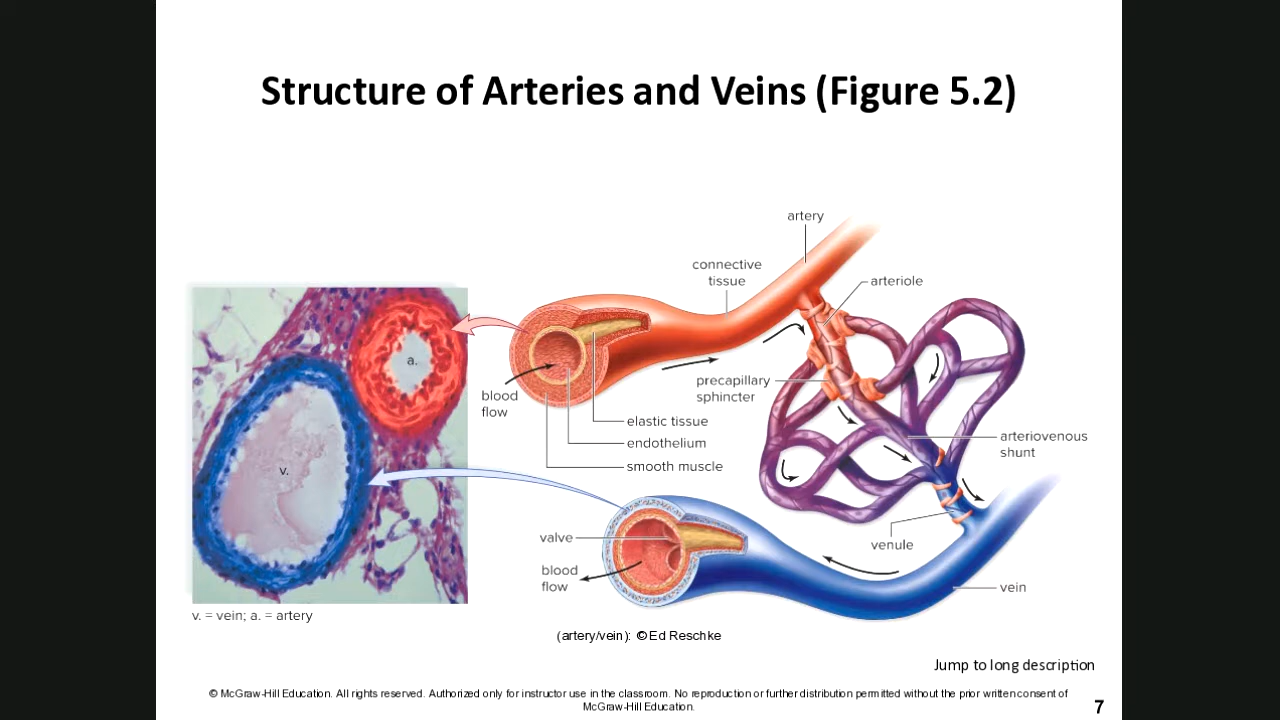 Structure of Arteries and Veins (Figure 5.2)
artery
connective
tissue
arteriole
a.
blood
flow
precapillary
sphincter
elastic tissue
endothelium
smooth muscle
arteriovenous
shunt
v.
valve
venule
blood
flow
vein
v. = vein; a. = artery
(artery/vein): © Ed Reschke
Jump to long description
© McGraw-Hill Education. All rights reserved. Authorized only for instructor use in the classroom. No reproduction or further distribution permitted without the prior written consent of
McGraw-Hill Education.
7